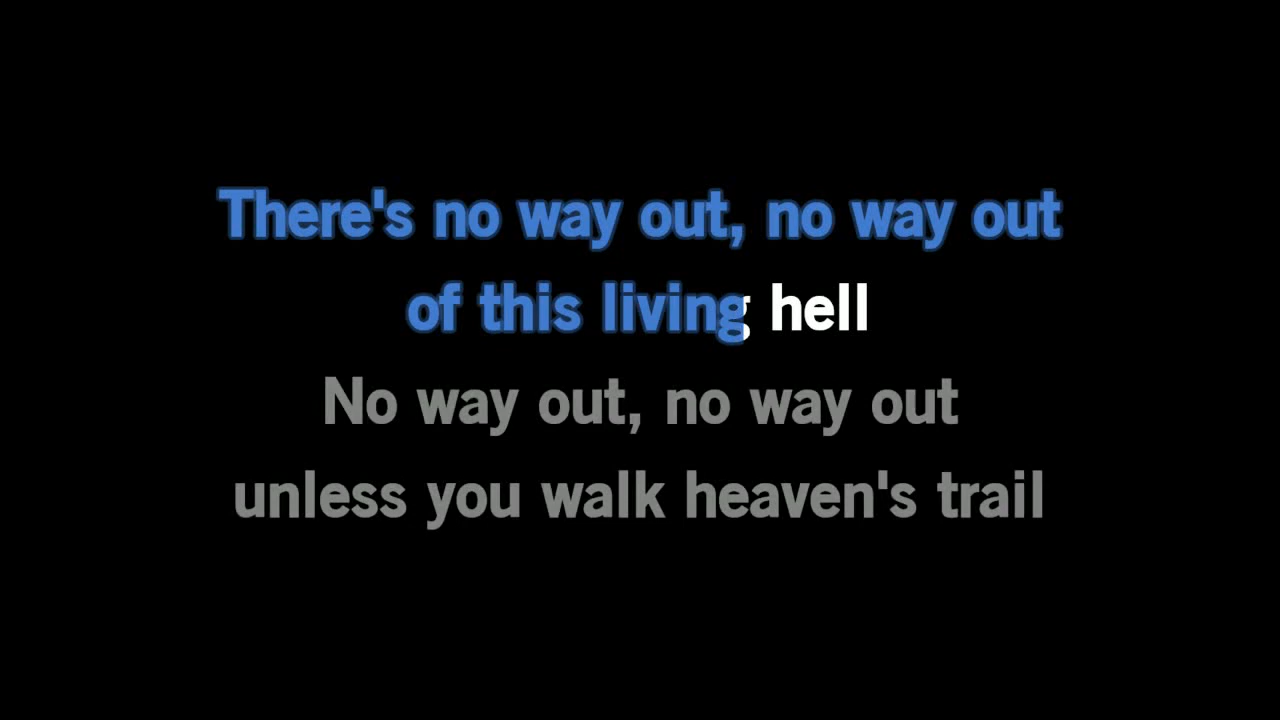 There's no way out, no way out
of this living hell
No way out, no way out
unless you walk heaven's trail